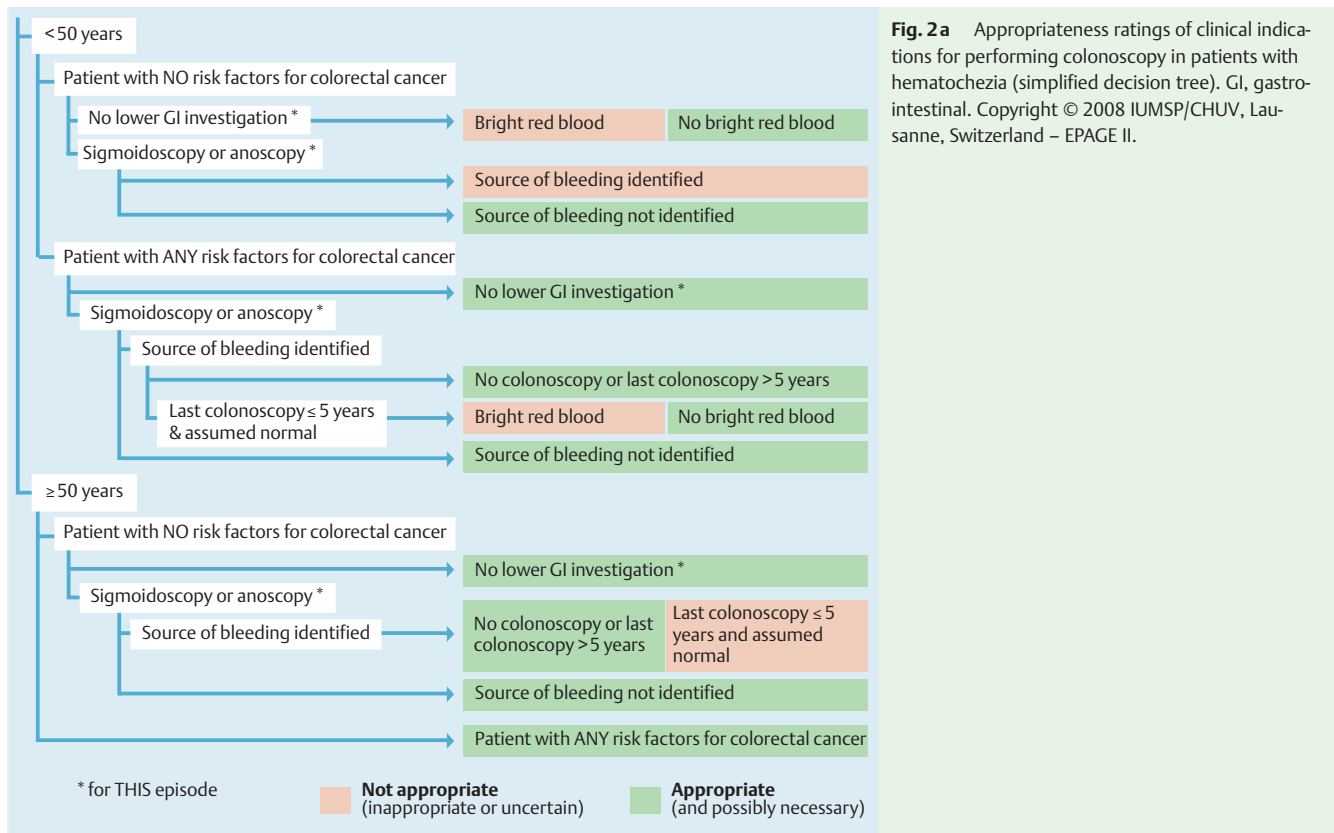 <50 years
Patient with NO risk factors for colorectal cancer
No lower GI investigation *
Bright red blood
No bright red blood
Sigmoidoscopy or anoscopy *
Source of bleeding identified
Source of bleeding not identified
Patient with ANY risk factors for colorectal cancer
No lower GI investigation *
Sigmoidoscopy or anoscopy *
Source of bleeding identified
No colonoscopy or last colonoscopy >5 years
Last colonoscopy ≤ 5 years
& assumed normal
Bright red blood
No bright red blood
Source of bleeding not identified
≥50 years
Patient with NO risk factors for colorectal cancer
No lower GI investigation *
Sigmoidoscopy or anoscopy *
Source of bleeding identified
No colonoscopy or last
colonoscopy >5 years
Last colonoscopy ≤ 5
years and assumed
normal
Source of bleeding not identified
Patient with ANY risk factors for colorectal cancer
* for THIS episode
Not appropriate
(inappropriate or uncertain)
Appropriate
(and possibly necessary)
Fig. 2a Appropriateness ratings of clinical indica-
tions for performing colonoscopy in patients with
hematochezia (simplified decision tree). GI, gastro-
intestinal. Copyright © 2008 IUMSP/CHUV, Lau-
sanne, Switzerland – EPAGE II.